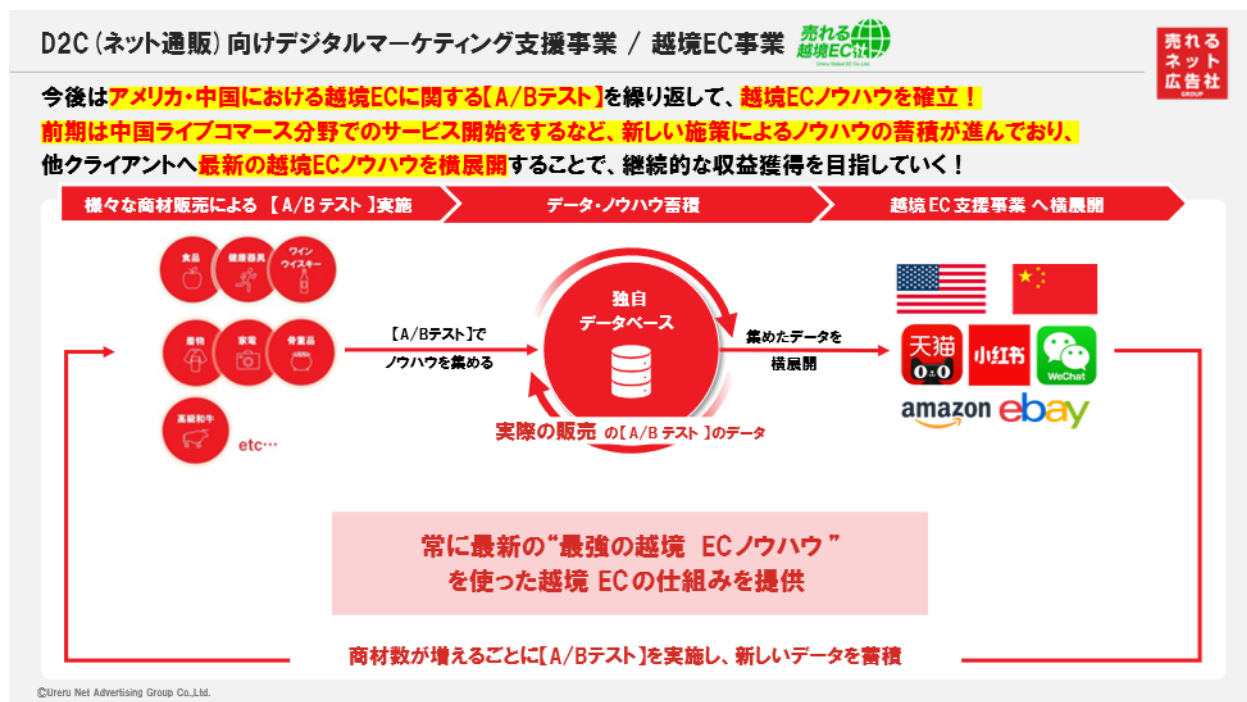 D2C(ネット通販)向けデジタルマーケティング支援事業 / 越境EC事業
売れる
越境EC社
Ureru Global EC Co.,Ltd.
売れる
ネット
広告社
GROUP
今後はアメリカ・中国における越境ECに関する【A/Bテスト】を繰り返して、越境ECノウハウを確立！
前期は中国ライブコマース分野でのサービス開始をするなど、新しい施策によるノウハウの蓄積が進んでおり、
他クライアントへ最新の越境ECノウハウを横展開することで、継続的な収益獲得を目指していく！
様々な商材販売による【A/Bテスト】実施
データ・ノウハウ蓄積
越境EC支援事業へ横展開
食品
健康器具
ワイン
ウイスキー
着物
家電
骨董品
高級和牛
etc…
【A/Bテスト】で
ノウハウを集める
独自
データベース
実際の販売の【A/Bテスト】のデータ
集めたデータを
横展開
天猫
小红书
WeChat
amazon
ebay
常に最新の“最強の越境 ECノウハウ”
を使った越境ECの仕組みを提供
商材数が増えるごとに【A/Bテスト】を実施し、新しいデータを蓄積
©Ureru Net Advertising Group Co.,Ltd.